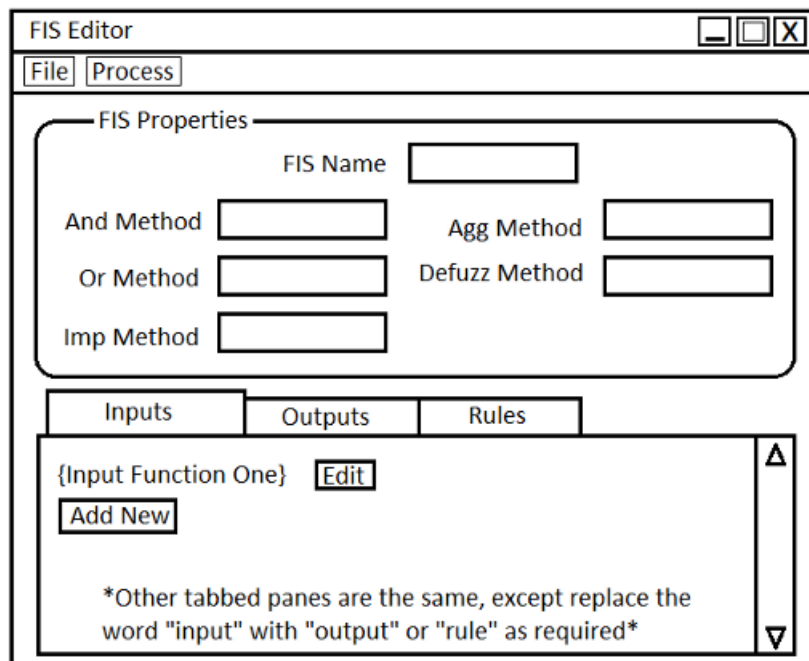 FIS Editor
X
File Process
FIS Properties
FIS Name
And Method
Agg Method
Or Method
Defuzz Method
Imp Method
Inputs Outputs Rules
{Input Function One} Edit
Add New
*Other tabbed panes are the same, except replace the
word "input" with "output" or "rule" as required*